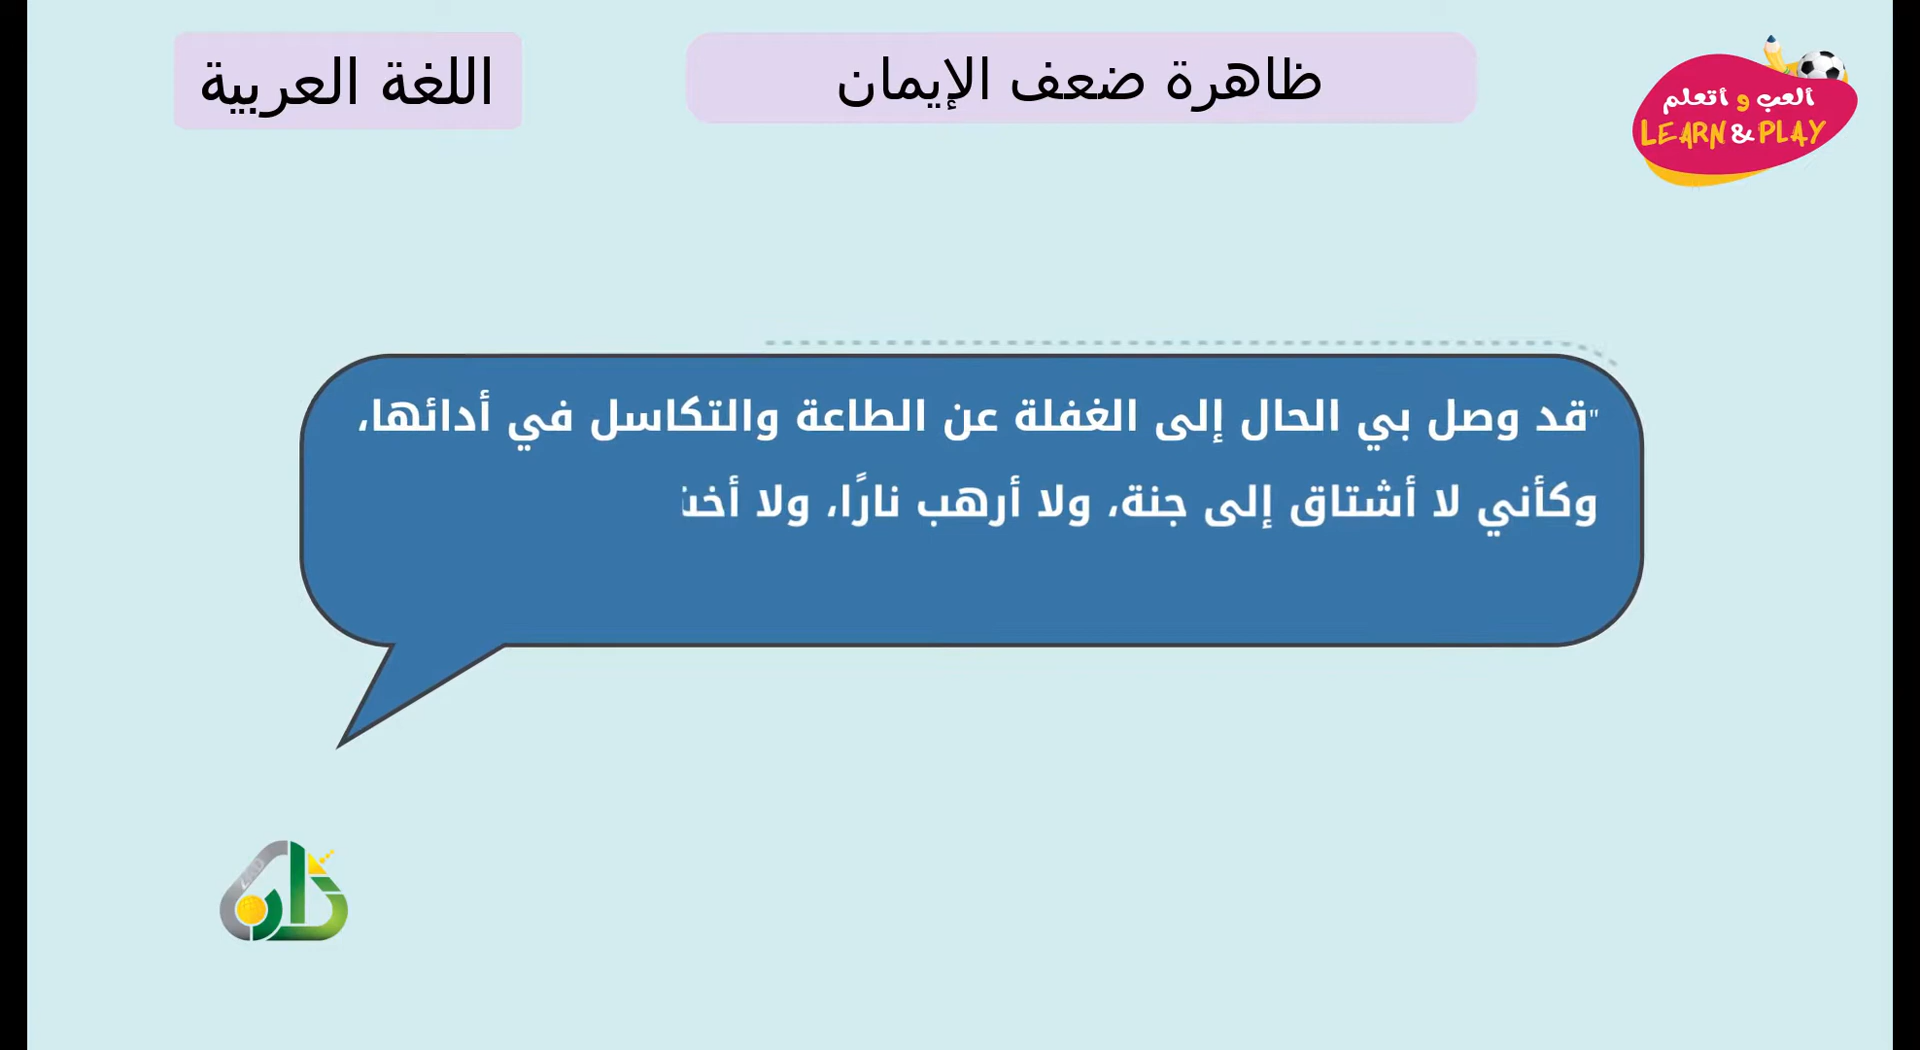 ظاهرة ضعف الإيمان
اللغة العربية
ألعب و أتعلم
LEARN & PLAY
"قد وصل بي الحال إلى الغفلة عن الطاعة والتكاسل في أدائها،
وكأني لا أشتاق إلى جنة، ولا أرهب نارًا، ولا